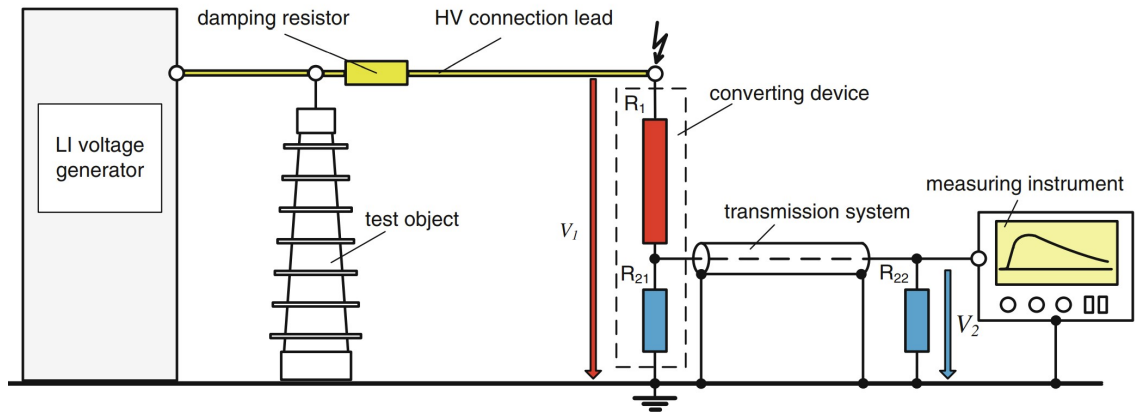 damping resistor
HV connection lead
R1
converting device
LI voltage
generator
measuring instrument
test object
V1
transmission system
R21
R22
V2